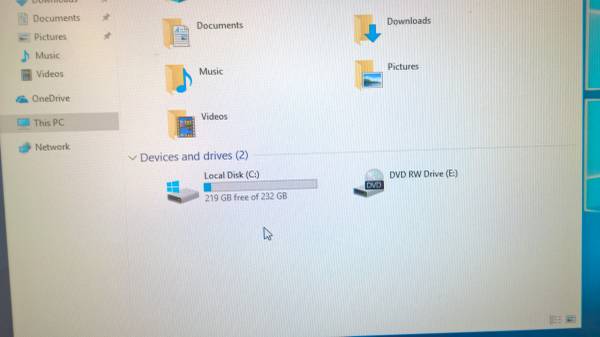 Downloads
Documents
Pictures
Music
Videos
OneDrive
This PC
Network
Documents
Downloads
Music
Pictures
Videos
Devices and drives (2)
Local Disk (C:)
219 GB free of 232 GB
DVD RW Drive (E:)
DVD